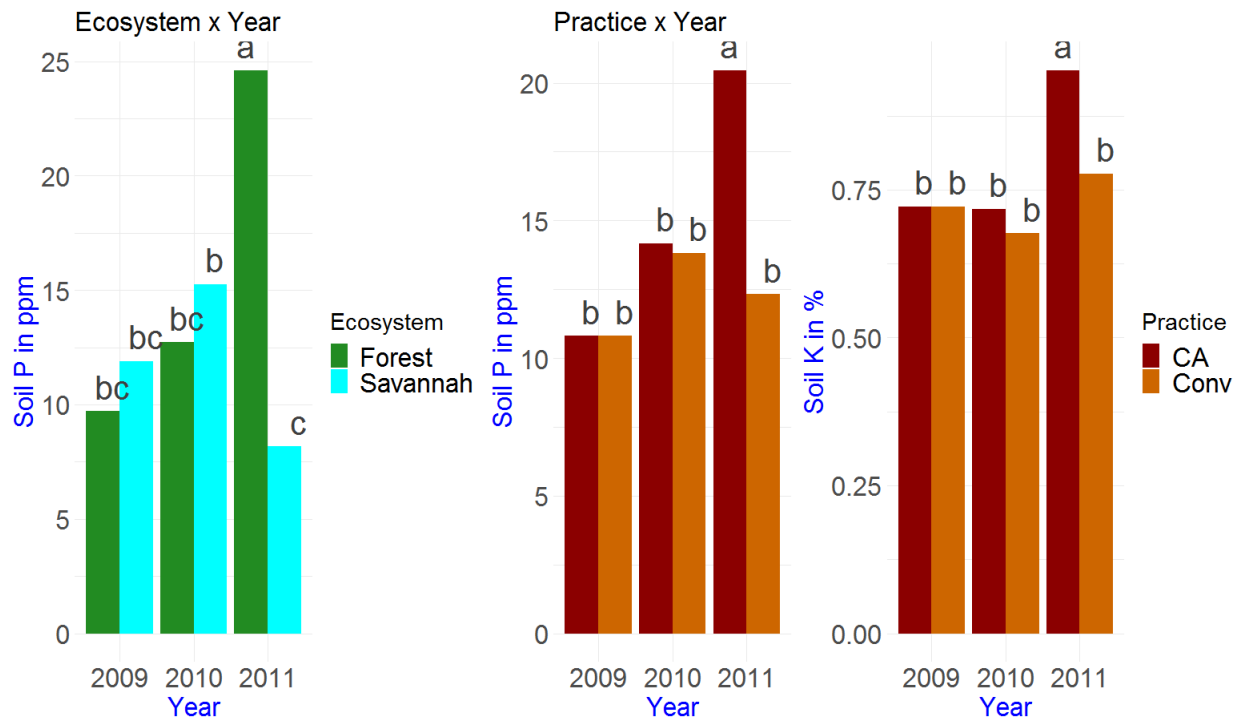 Ecosystem x Year
Soil P in ppm
25
20
15
10
5
0
a
b
bc
bc
bc
c
2009 2010 2011
Year
Ecosystem
Forest
Savannah
Practice x Year
Soil P in ppm
20
15
10
5
0
a
b b
b
b b
2009 2010 2011
Year
Soil K in %
0.75
0.50
0.25
0.00
a
b
b b b
b
2009 2010 2011
Year
Practice
CA
Conv